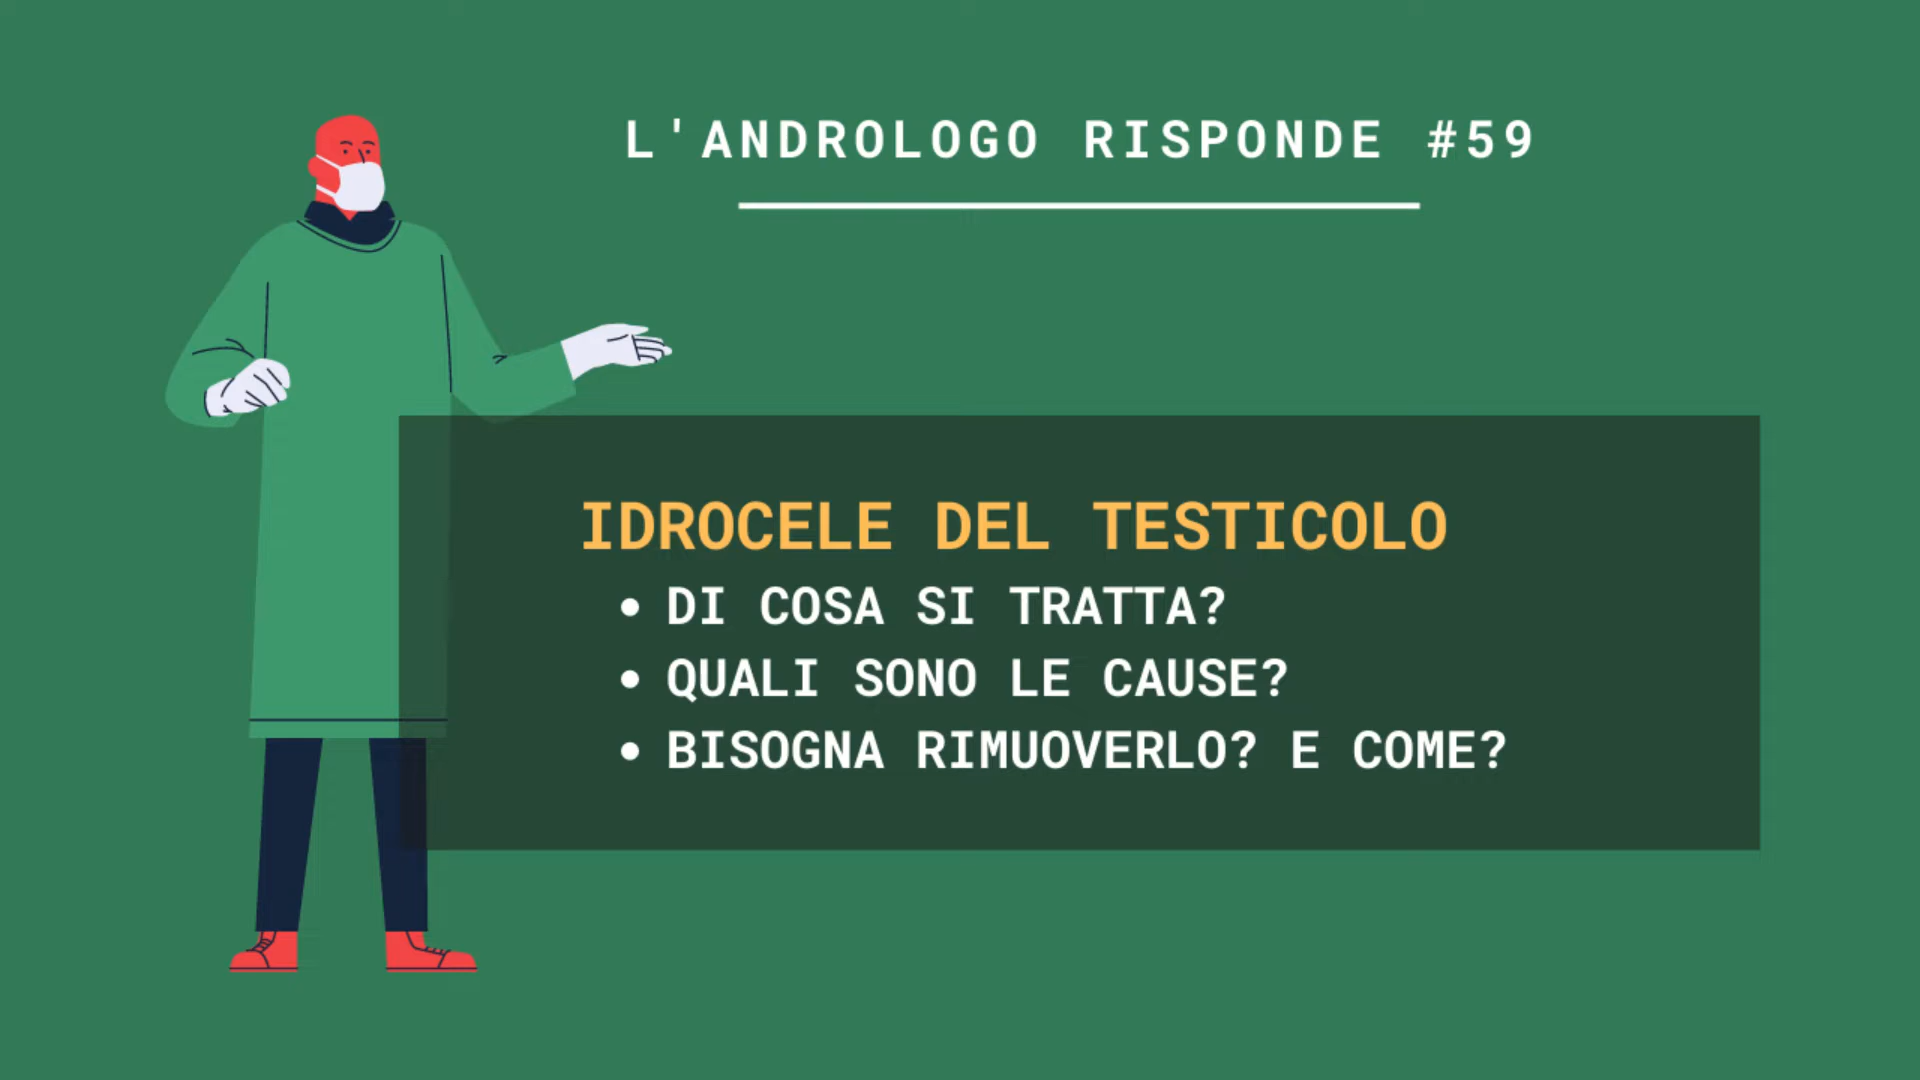 L'ANDROLOGO RISPONDE #59
IDROCELE DEL TESTICOLO
• DI COSA SI TRATTA?
• QUALI SONO LE CAUSE?
• BISOGNA RIMUOVERLO? E COME?